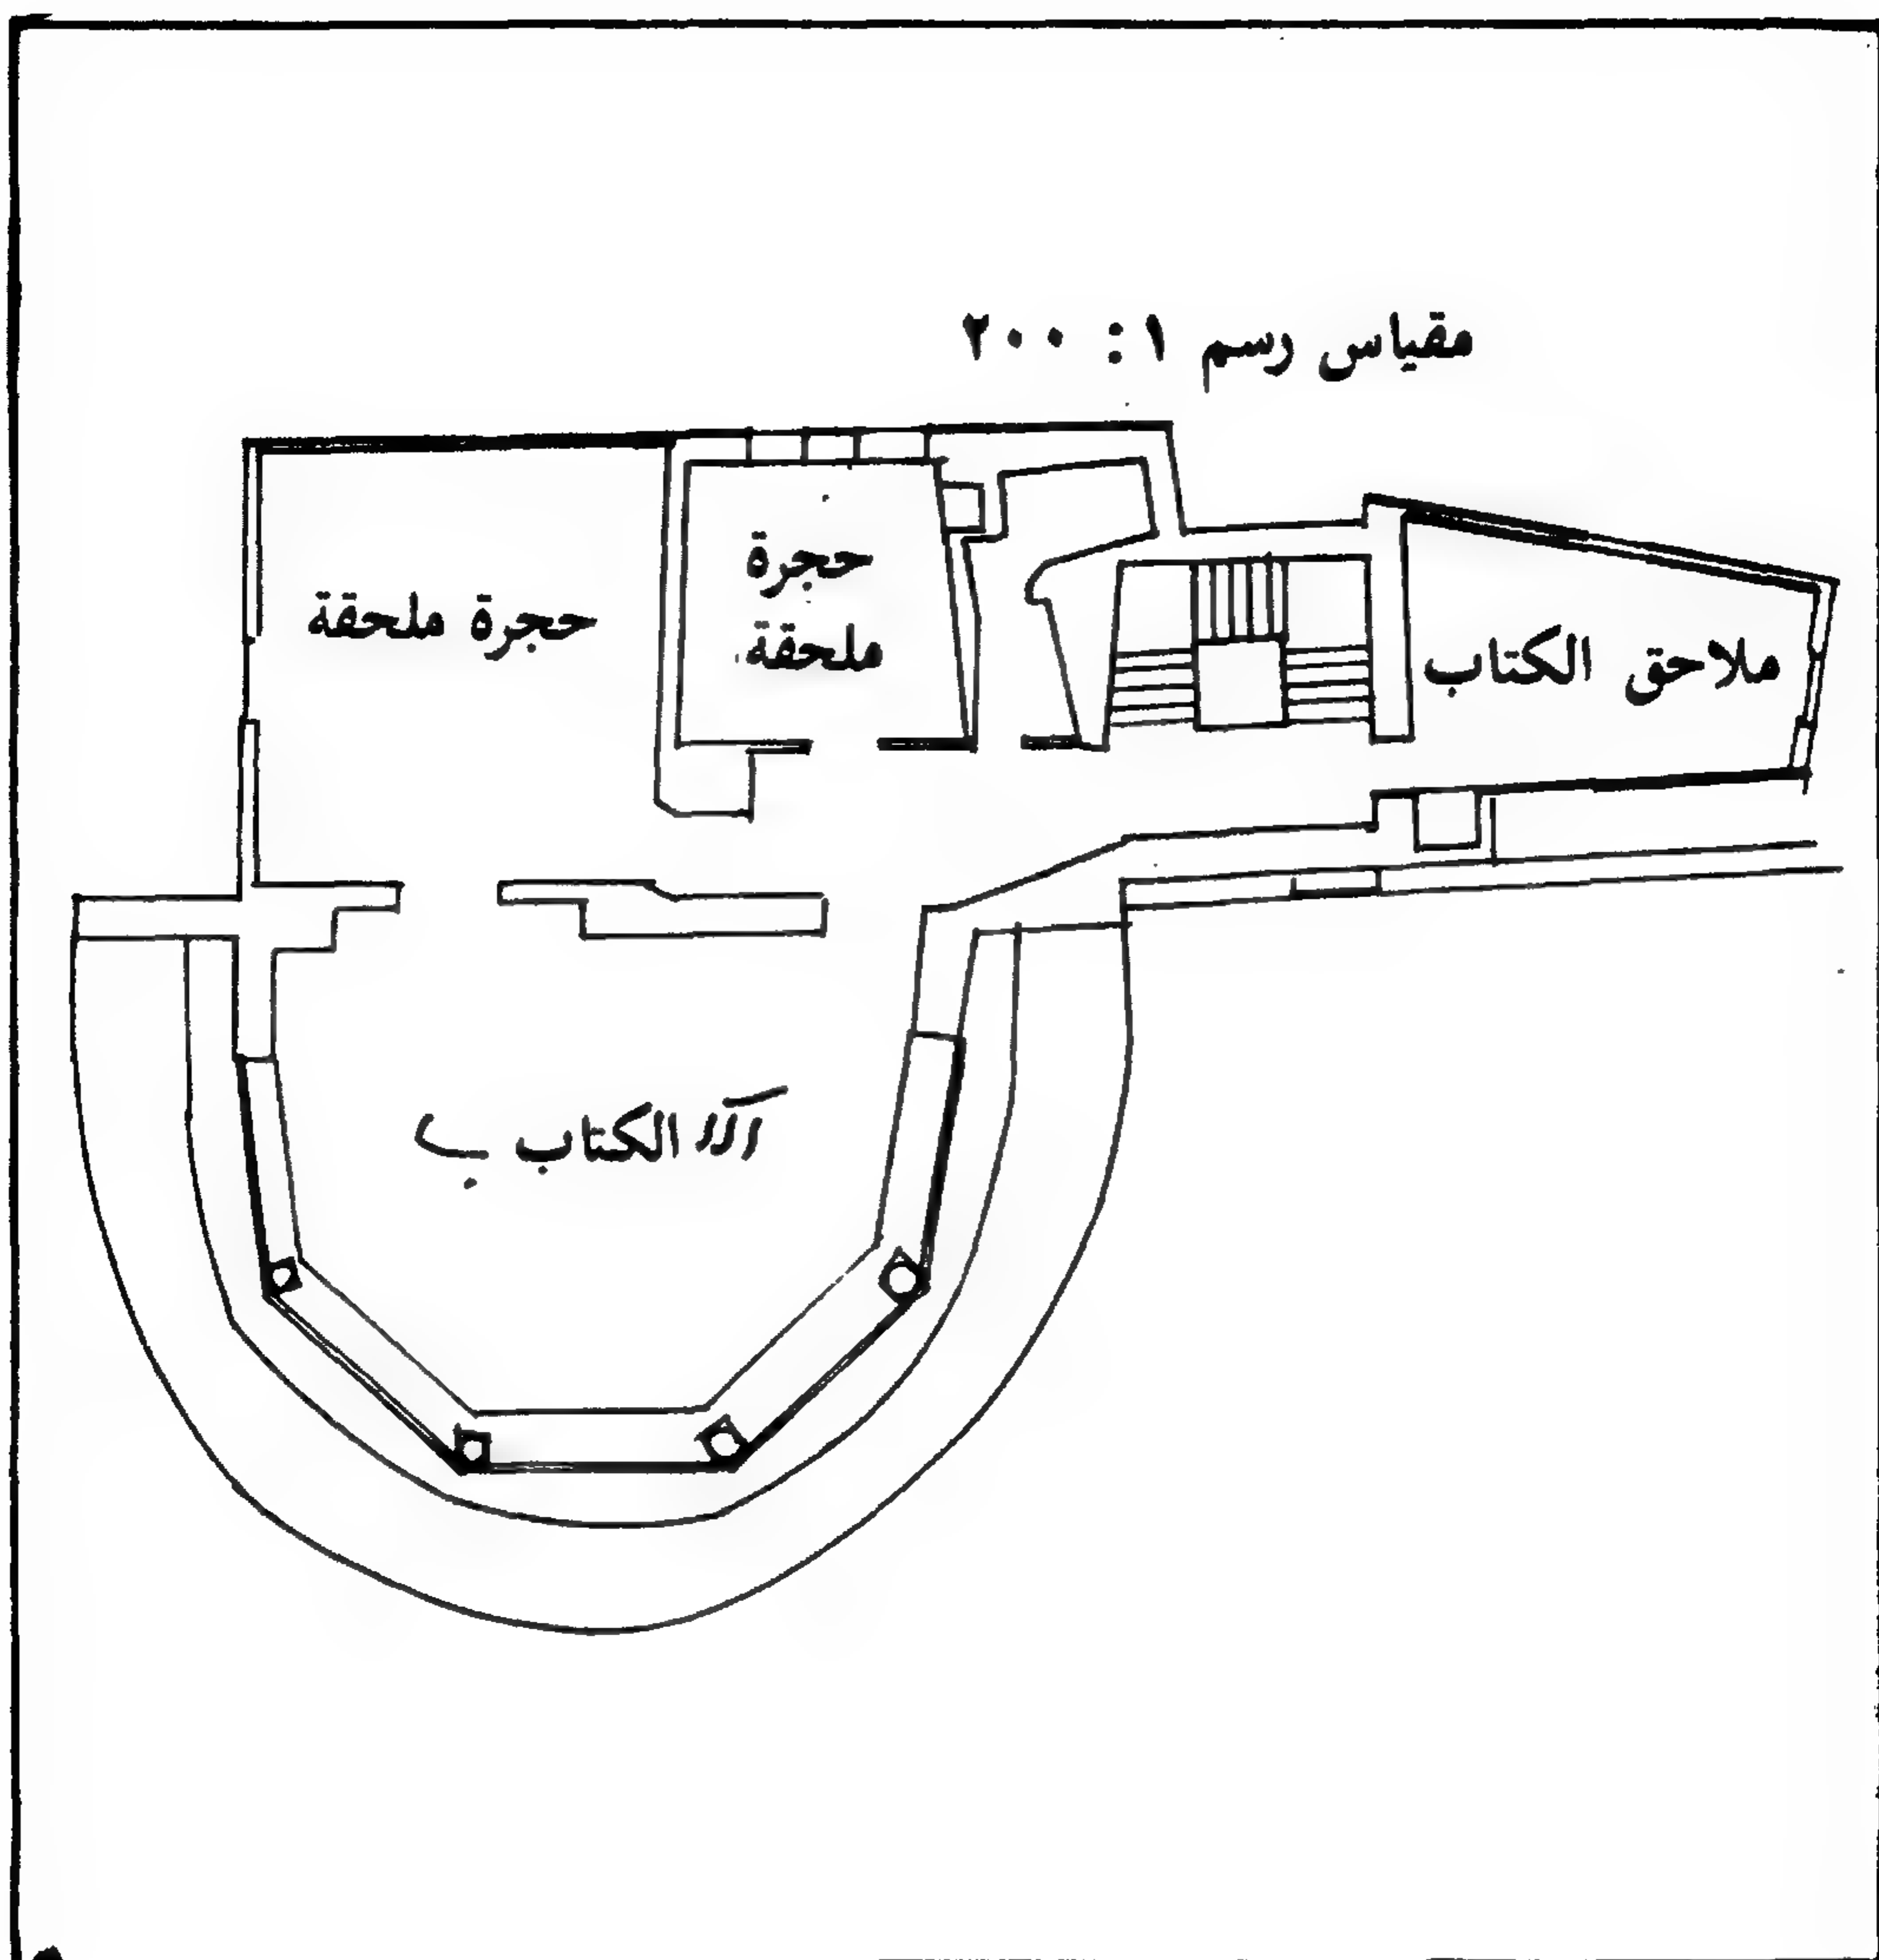 مقياس رسم ١ : ٢٠٠
حجرة
ملحقة
حجرة ملحقة
ملاحق الكتاب
الكتاب